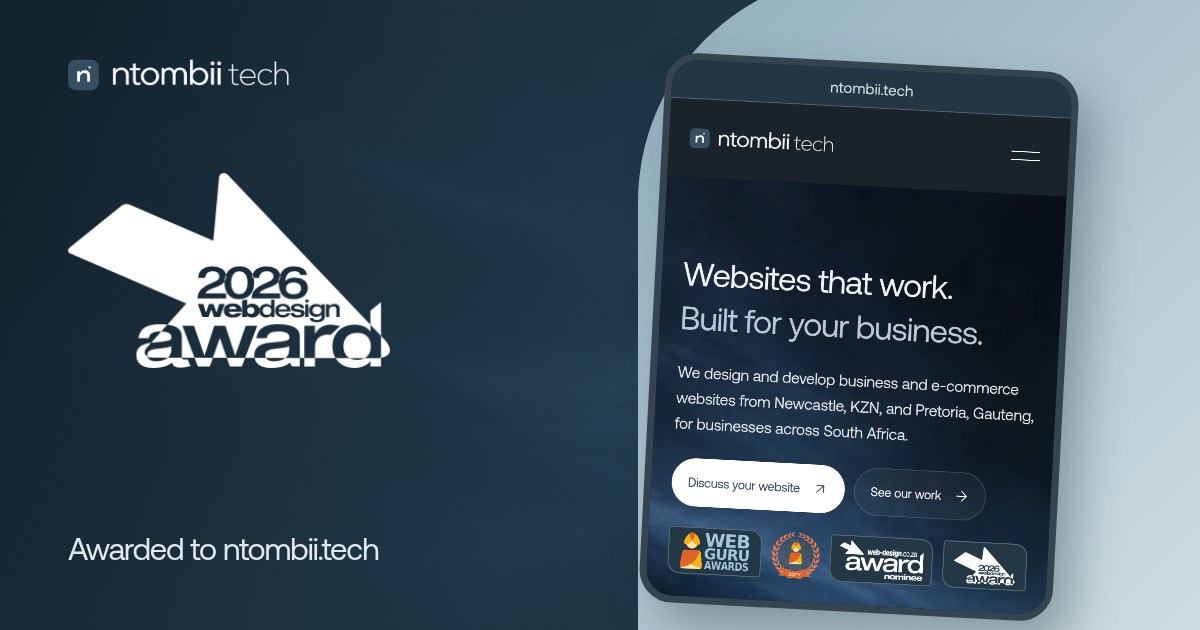 n ntombii tech
2026
webdesign
award
Awarded to ntombii.tech
ntombii.tech
n ntombii tech
Websites that work.
Built for your business.
We design and develop business and e-commerce
websites from Newcastle, KZN, and Pretoria, Gauteng,
for businesses across South Africa.
Discuss your website
See our work
WEB
GURU
AWARDS
web-design.co.za
award
nominee
2026
webdesign
award